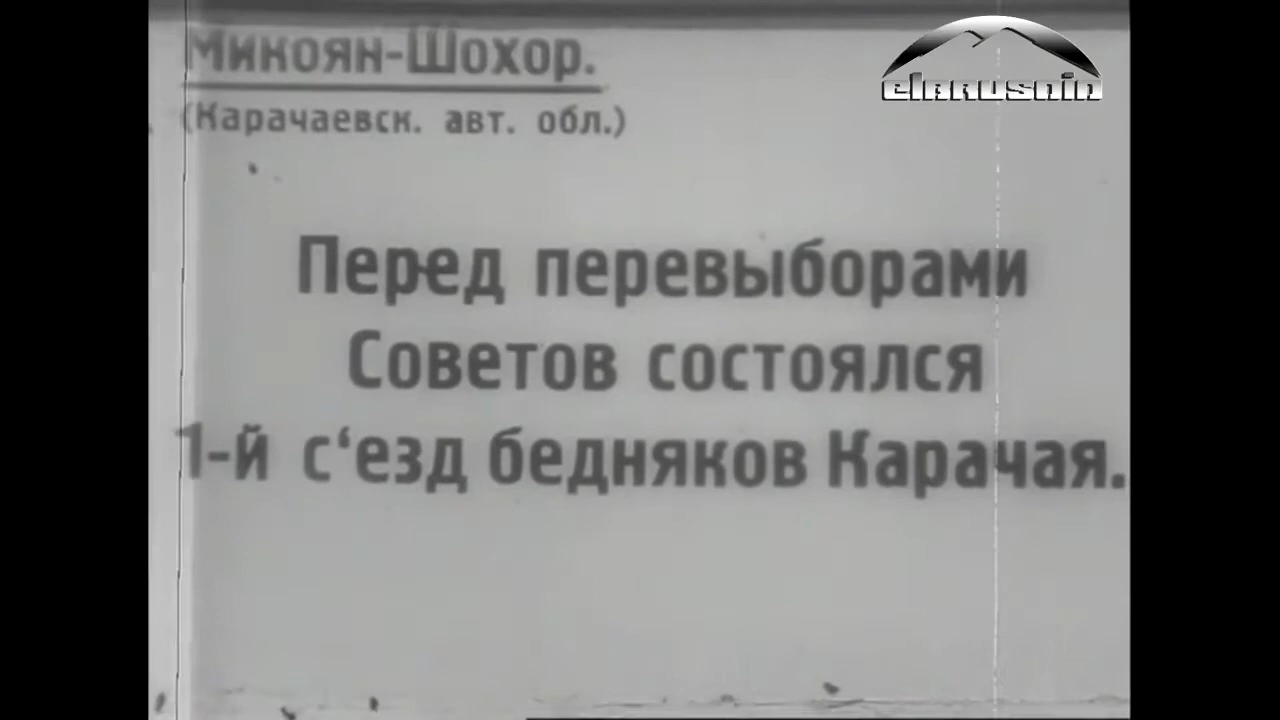 Микоян-Шохор.
elbrusoid
(Карачаевск. авт. обл.)
Перед перевыборами
Советов состоялся
1-й с‘езд бедняков Карачая.